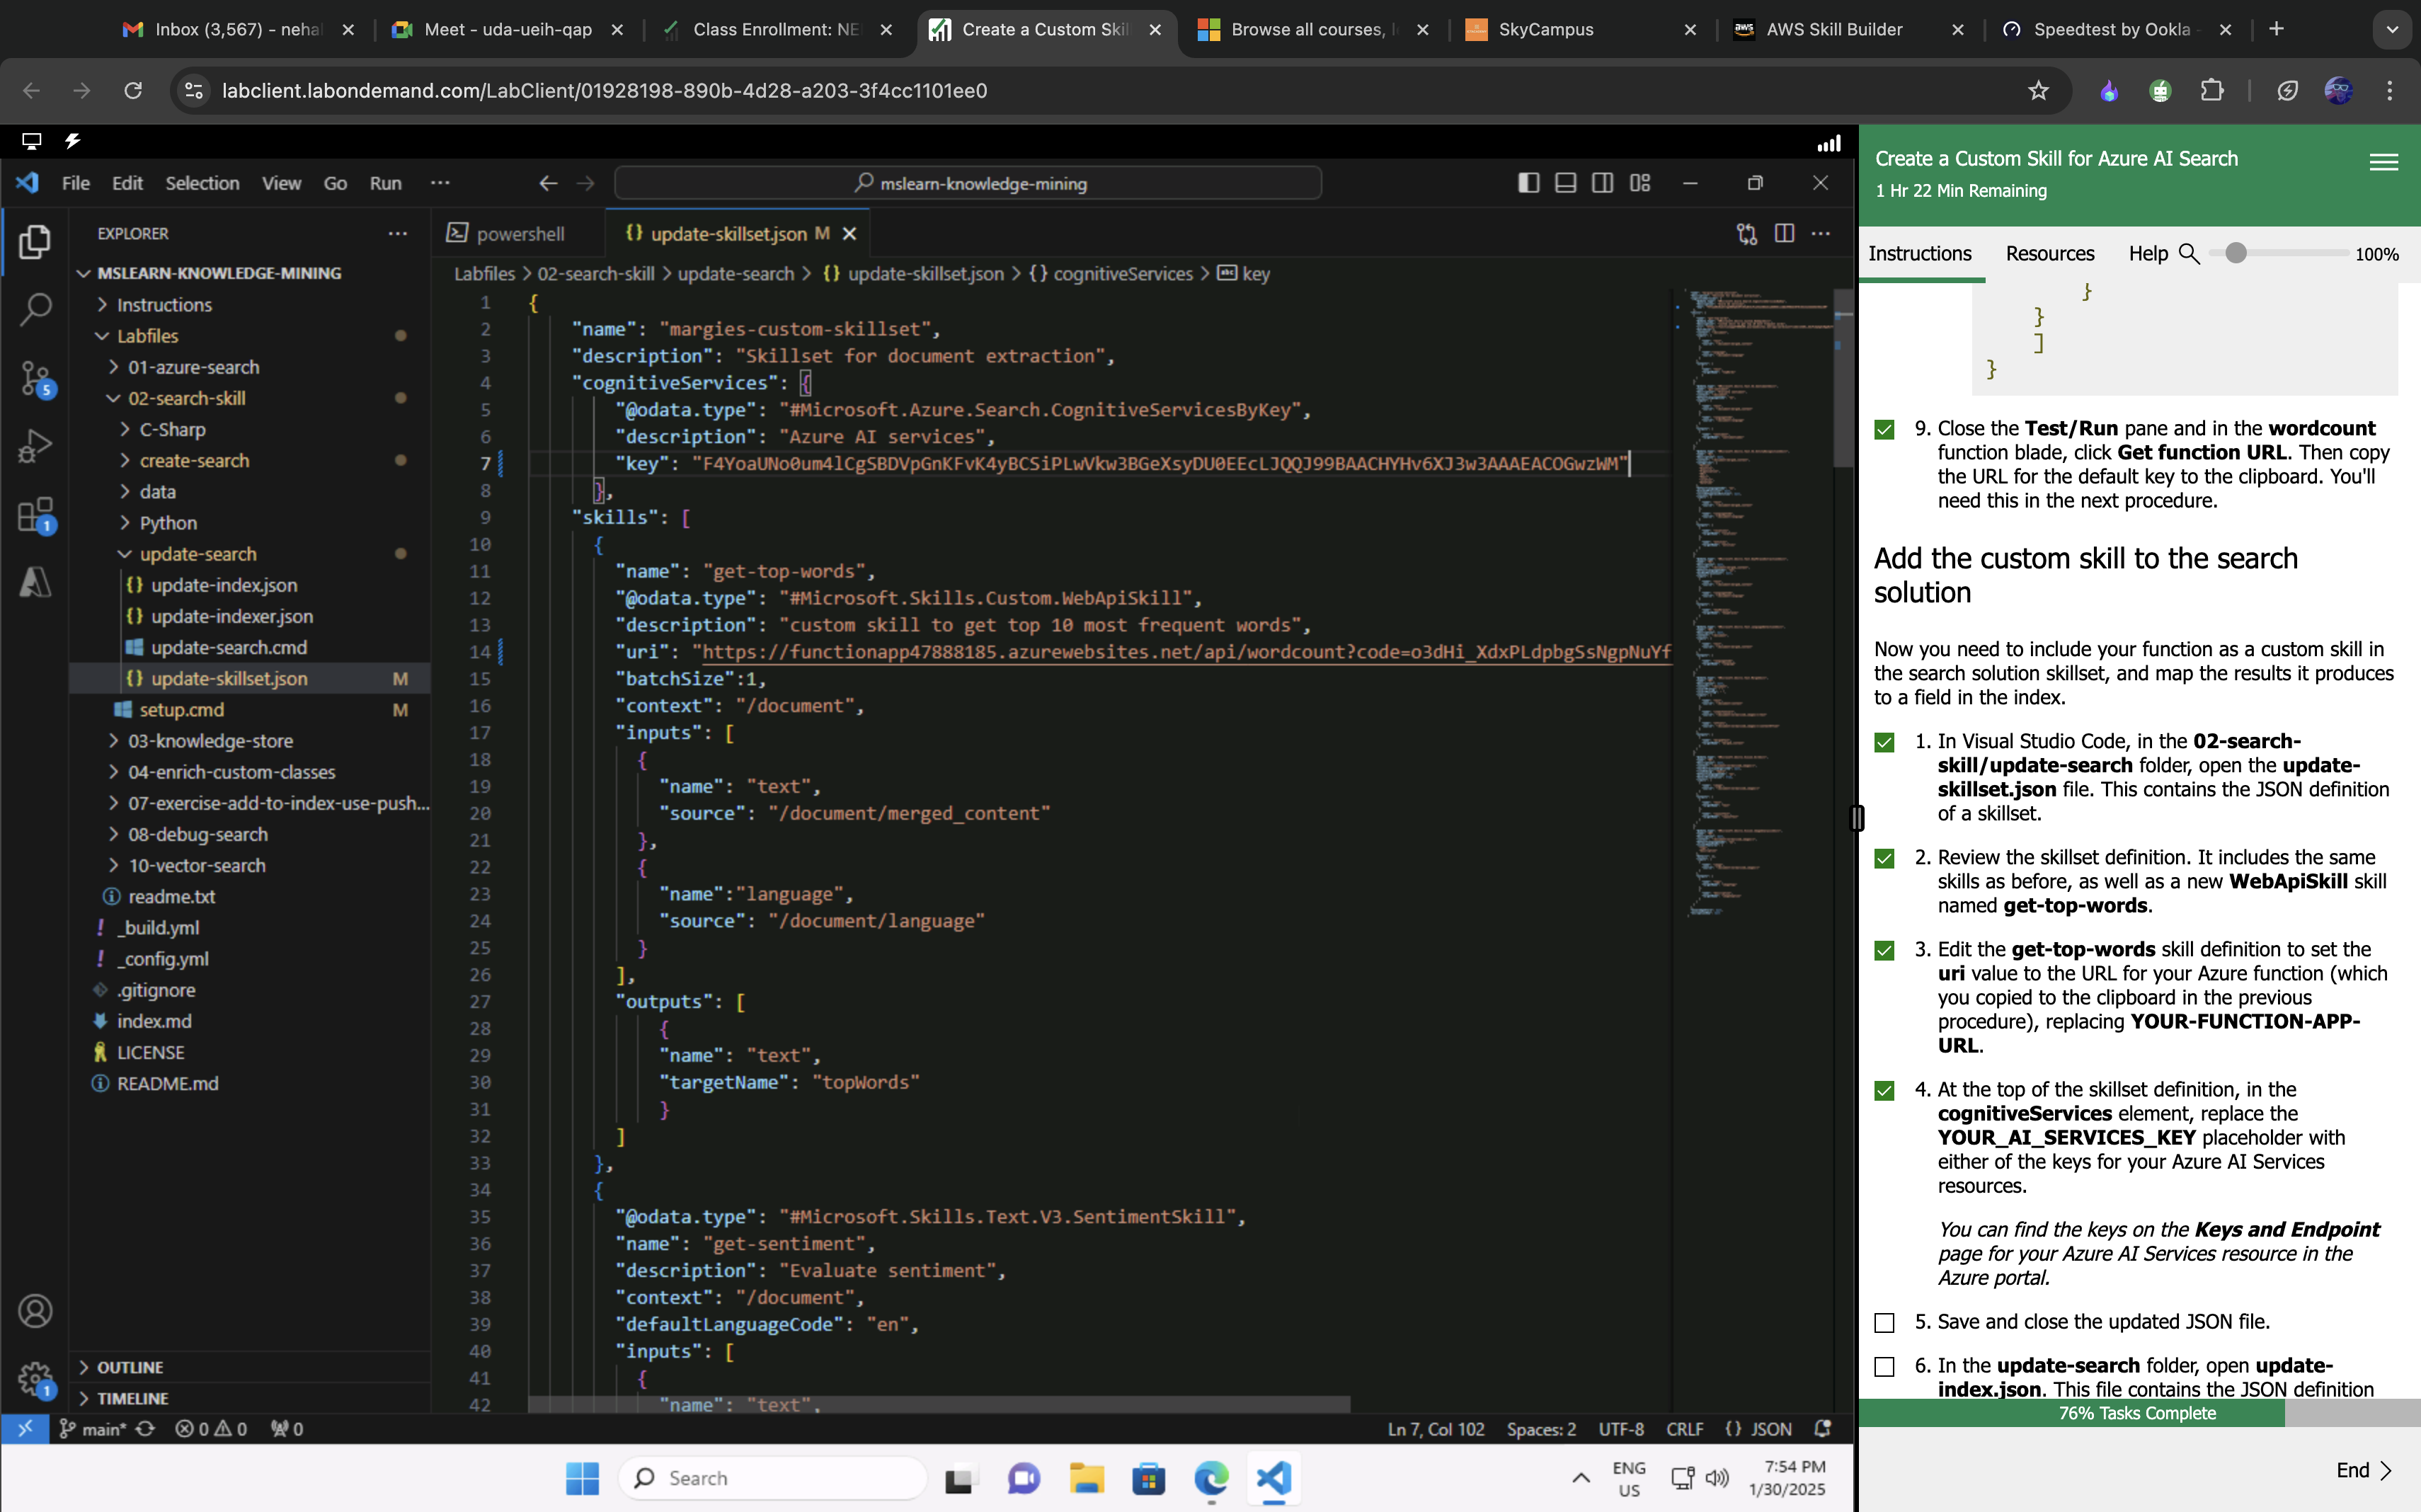 Inbox (3,567) - neha
Meet - uda-ueih-qap
Class Enrollment: NE
Create a Custom Skil
Browse all courses, l
SkyCampus
AWS Skill Builder
Speedtest by Ookla -
labclient.labondemand.com/LabClient/01928198-890b-4d28-a203-3f4cc1101ee0
File Edit Selection View Go Run ...
mslearn-knowledge-mining
EXPLORER
MSLEARN-KNOWLEDGE-MINING
Instructions
Labfiles
01-azure-search
02-search-skill
C-Sharp
create-search
data
Python
update-search
{} update-index.json
{} update-indexer.json
update-search.cmd
{} update-skillset.json M
setup.cmd M
03-knowledge-store
04-enrich-custom-classes
07-exercise-add-to-index-use-push...
08-debug-search
10-vector-search
readme.txt
! _build.yml
! _config.yml
.gitignore
index.md
LICENSE
README.md
OUTLINE
TIMELINE
5
1
1
powershell
{} update-skillset.json M
Labfiles > 02-search-skill > update-search > {} update-skillset.json > {} cognitiveServices > abc key
1 {
2 "name": "margies-custom-skillset",
3 "description": "Skillset for document extraction",
4 "cognitiveServices": {
5 "@odata.type": "#Microsoft.Azure.Search.CognitiveServicesByKey",
6 "description": "Azure AI services",
7 "key": "F4YoaUNo0um4lCgSBDVpGnKFvK4yBCSiPLwVkw3BGeXsyDU0EEcLJQQJ99BAACHYHv6XJ3w3AAAEACOGwzWM"
8 },
9 "skills": [
10 {
11 "name": "get-top-words",
12 "@odata.type": "#Microsoft.Skills.Custom.WebApiSkill",
13 "description": "custom skill to get top 10 most frequent words",
14 "uri": "https://functionapp47888185.azurewebsites.net/api/wordcount?code=o3dHi_XdxPLdpbgSsNgpNuYf
15 "batchSize":1,
16 "context": "/document",
17 "inputs": [
18 {
19 "name": "text",
20 "source": "/document/merged_content"
21 },
22 {
23 "name":"language",
24 "source": "/document/language"
25 }
26 ],
27 "outputs": [
28 {
29 "name": "text",
30 "targetName": "topWords"
31 }
32 ]
33 },
34 {
35 "@odata.type": "#Microsoft.Skills.Text.V3.SentimentSkill",
36 "name": "get-sentiment",
37 "description": "Evaluate sentiment",
38 "context": "/document",
39 "defaultLanguageCode": "en",
40 "inputs": [
41 {
42 "name": "text",
main* 0 0 0
Ln 7, Col 102 Spaces: 2 UTF-8 CRLF {} JSON
Search
ENG
US
7:54 PM
1/30/2025
Create a Custom Skill for Azure AI Search
1 Hr 22 Min Remaining
Instructions Resources Help 100%
}
}
]
}
9. Close the Test/Run pane and in the wordcount
function blade, click Get function URL. Then copy
the URL for the default key to the clipboard. You'll
need this in the next procedure.
Add the custom skill to the search
solution
Now you need to include your function as a custom skill in
the search solution skillset, and map the results it produces
to a field in the index.
1. In Visual Studio Code, in the 02-search-
skill/update-search folder, open the update-
skillset.json file. This contains the JSON definition
of a skillset.
2. Review the skillset definition. It includes the same
skills as before, as well as a new WebApiSkill skill
named get-top-words.
3. Edit the get-top-words skill definition to set the
uri value to the URL for your Azure function (which
you copied to the clipboard in the previous
procedure), replacing YOUR-FUNCTION-APP-
URL.
4. At the top of the skillset definition, in the
cognitiveServices element, replace the
YOUR_AI_SERVICES_KEY placeholder with
either of the keys for your Azure AI Services
resources.
You can find the keys on the Keys and Endpoint
page for your Azure AI Services resource in the
Azure portal.
5. Save and close the updated JSON file.
6. In the update-search folder, open update-
index.json. This file contains the JSON definition
76% Tasks Complete
End